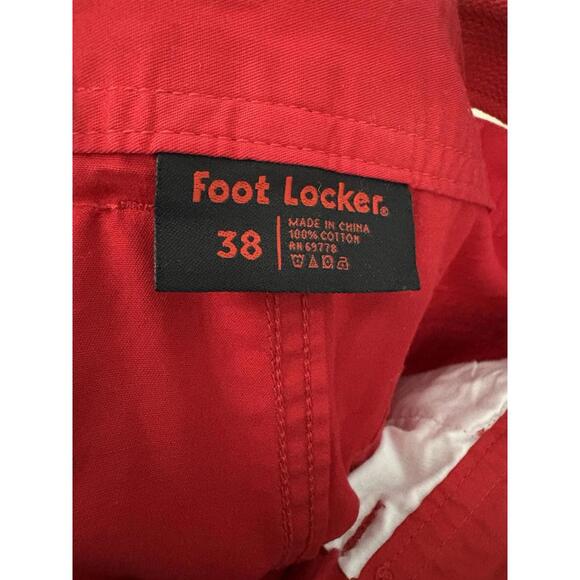 Foot Locker®
38
MADE IN CHINA
100% COTTON
RN 69778